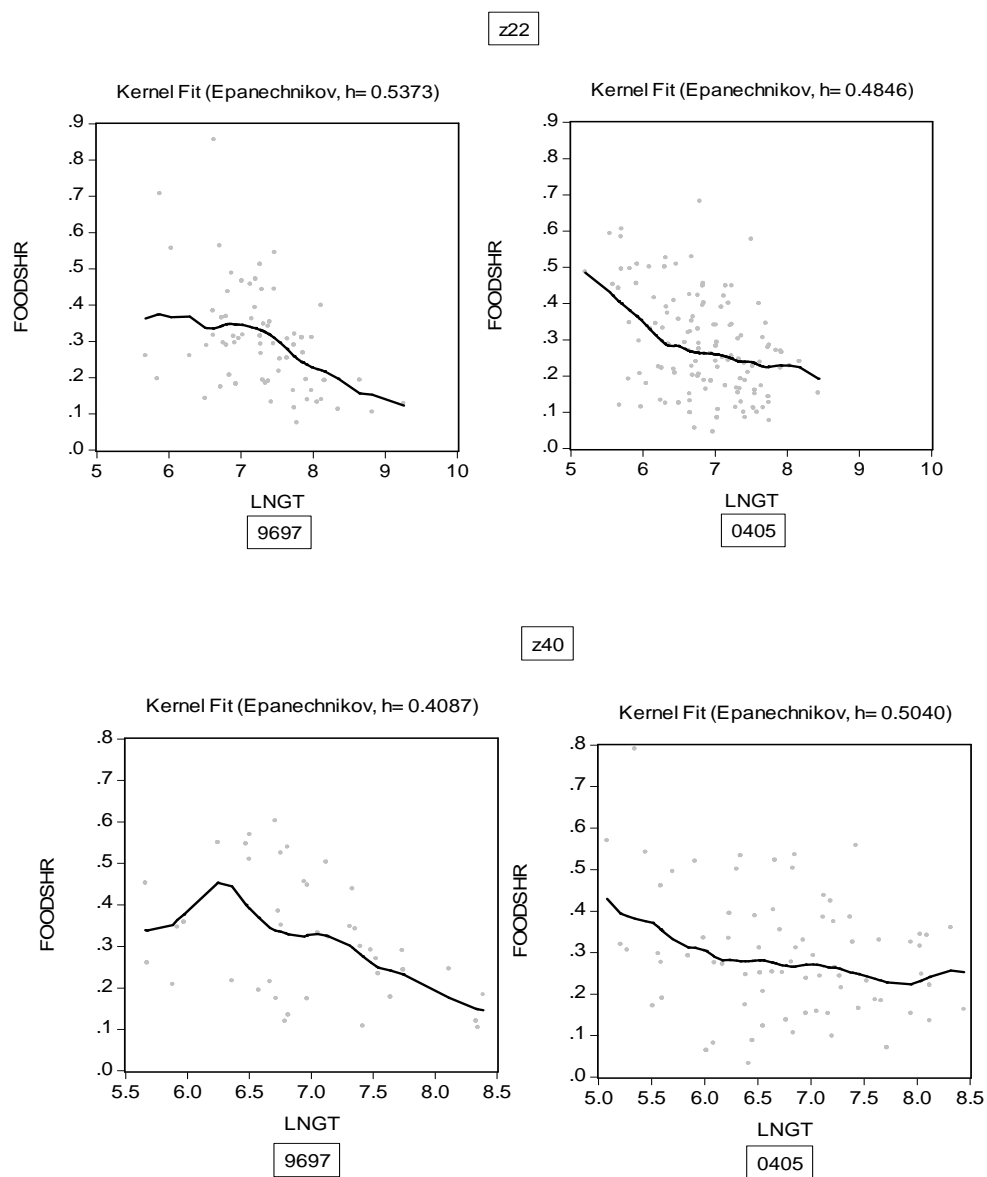 z22
Kernel Fit (Epanechnikov, h= 0.5373)
.9
.8
.7
.6
.5
.4
.3
.2
.1
.0
FOODSHR
5 6 7 8 9 10
LNGT
9697
Kernel Fit (Epanechnikov, h= 0.4846)
.9
.8
.7
.6
.5
.4
.3
.2
.1
.0
FOODSHR
5 6 7 8 9 10
LNGT
0405
z40
Kernel Fit (Epanechnikov, h= 0.4087)
.8
.7
.6
.5
.4
.3
.2
.1
.0
FOODSHR
5.5 6.0 6.5 7.0 7.5 8.0 8.5
LNGT
9697
Kernel Fit (Epanechnikov, h= 0.5040)
.8
.7
.6
.5
.4
.3
.2
.1
.0
FOODSHR
5.0 5.5 6.0 6.5 7.0 7.5 8.0 8.5
LNGT
0405